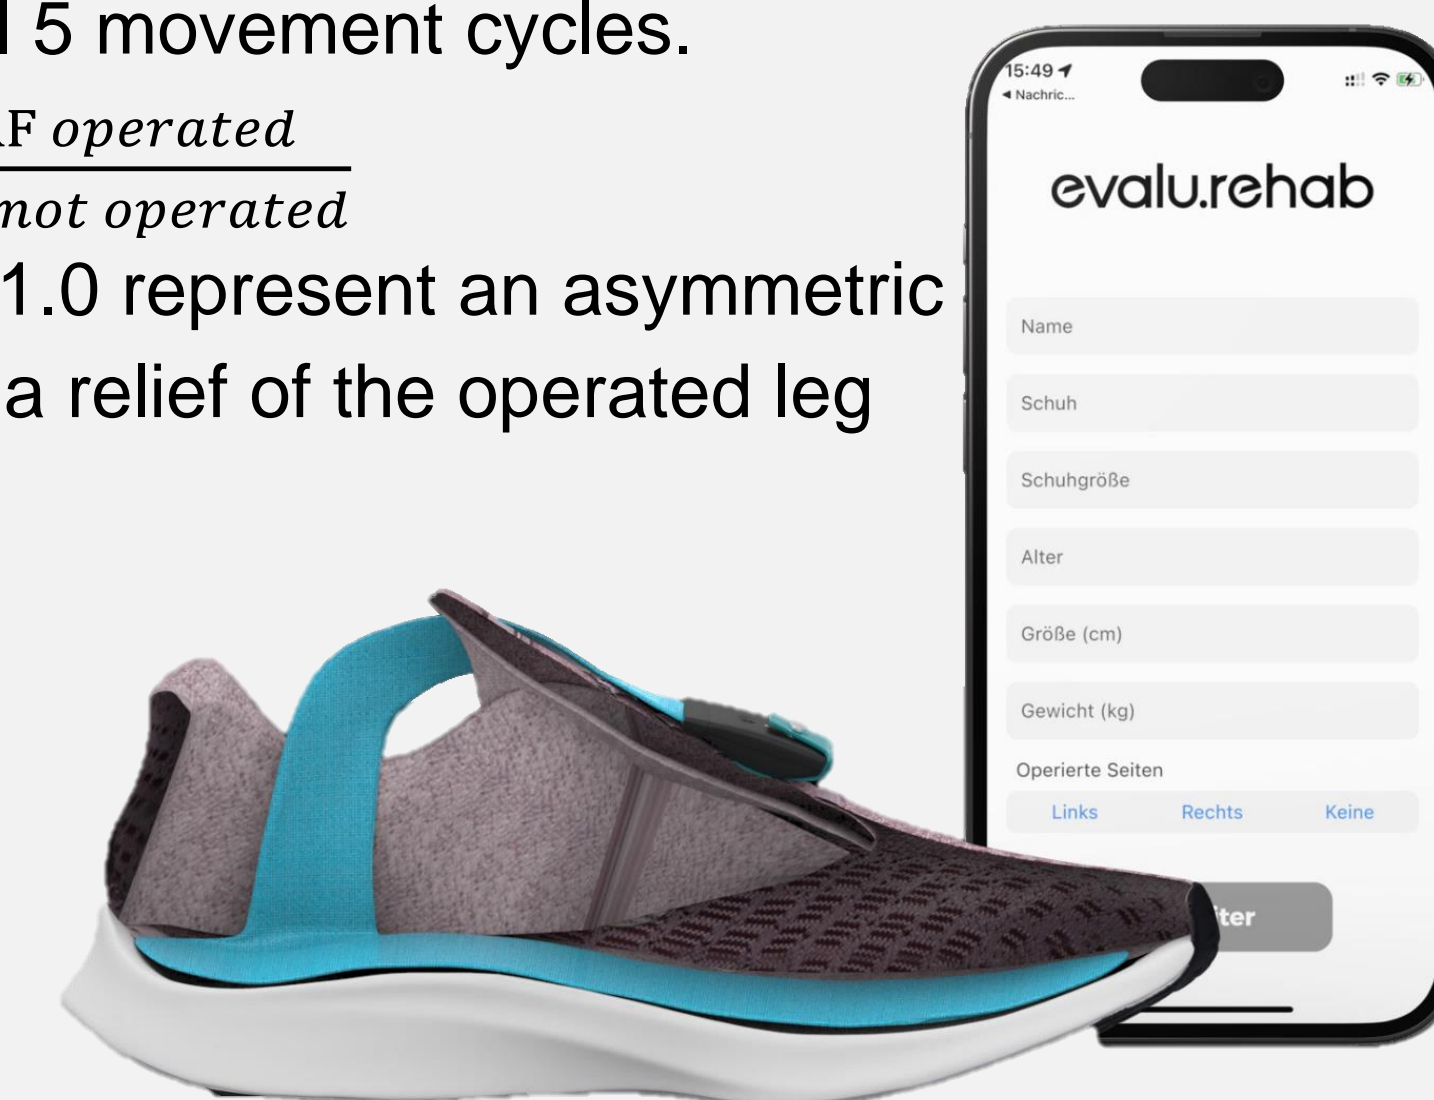 5 movement cycles.
F operated
not operated
1.0 represent an asymmetric
a relief of the operated leg
15:49
◀ Nachric...
evalu.rehab
Name
Schuh
Schuhgröße
Alter
Größe (cm)
Gewicht (kg)
Operierte Seiten
Links Rechts Keine
iter